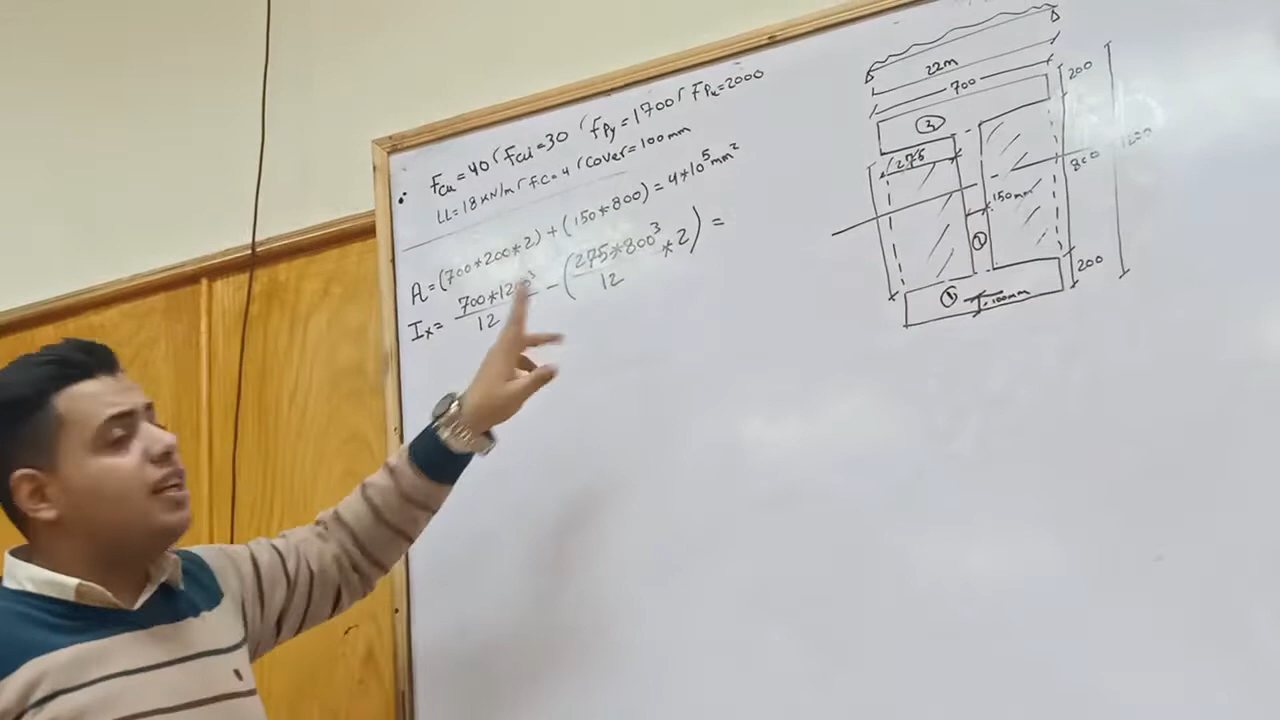 Fcu = 40 , Fcui = 30 , Fpy = 1700 , Fpu = 2000
LL = 18 kN/m , F.C = 4 , cover = 100 mm
A = (700*200*2) + (150*800) = 4*10^5 mm^2
Ix = 700*1200^3/12 - (275*800^3/12 * 2) =
22m
700
200
275
150mm
800
1200
200
100mm